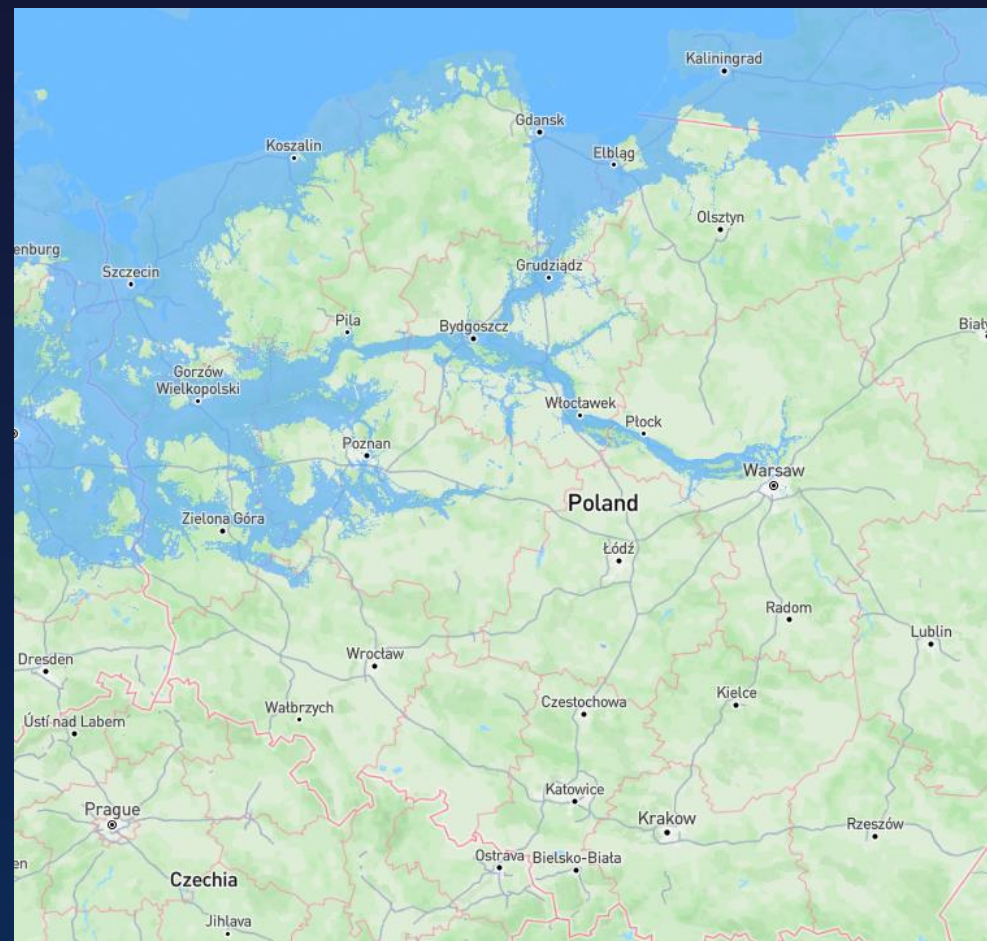 Kaliningrad
Gdansk
Koszalin
Elbląg
Olsztyn
enburg
Szczecin
Grudziądz
Pila
Bydgoszcz
Biały
Gorzów
Wielkopolski
Włocławek
Płock
Poznan
Warsaw
Poland
Zielona Góra
Łódź
Radom
Lublin
Wrocław
Dresden
Kielce
Czestochowa
Wałbrzych
Ústí nad Labem
Katowice
Prague
Krakow
Rzeszów
en
Ostrava
Bielsko-Biała
Czechia
Jihlava